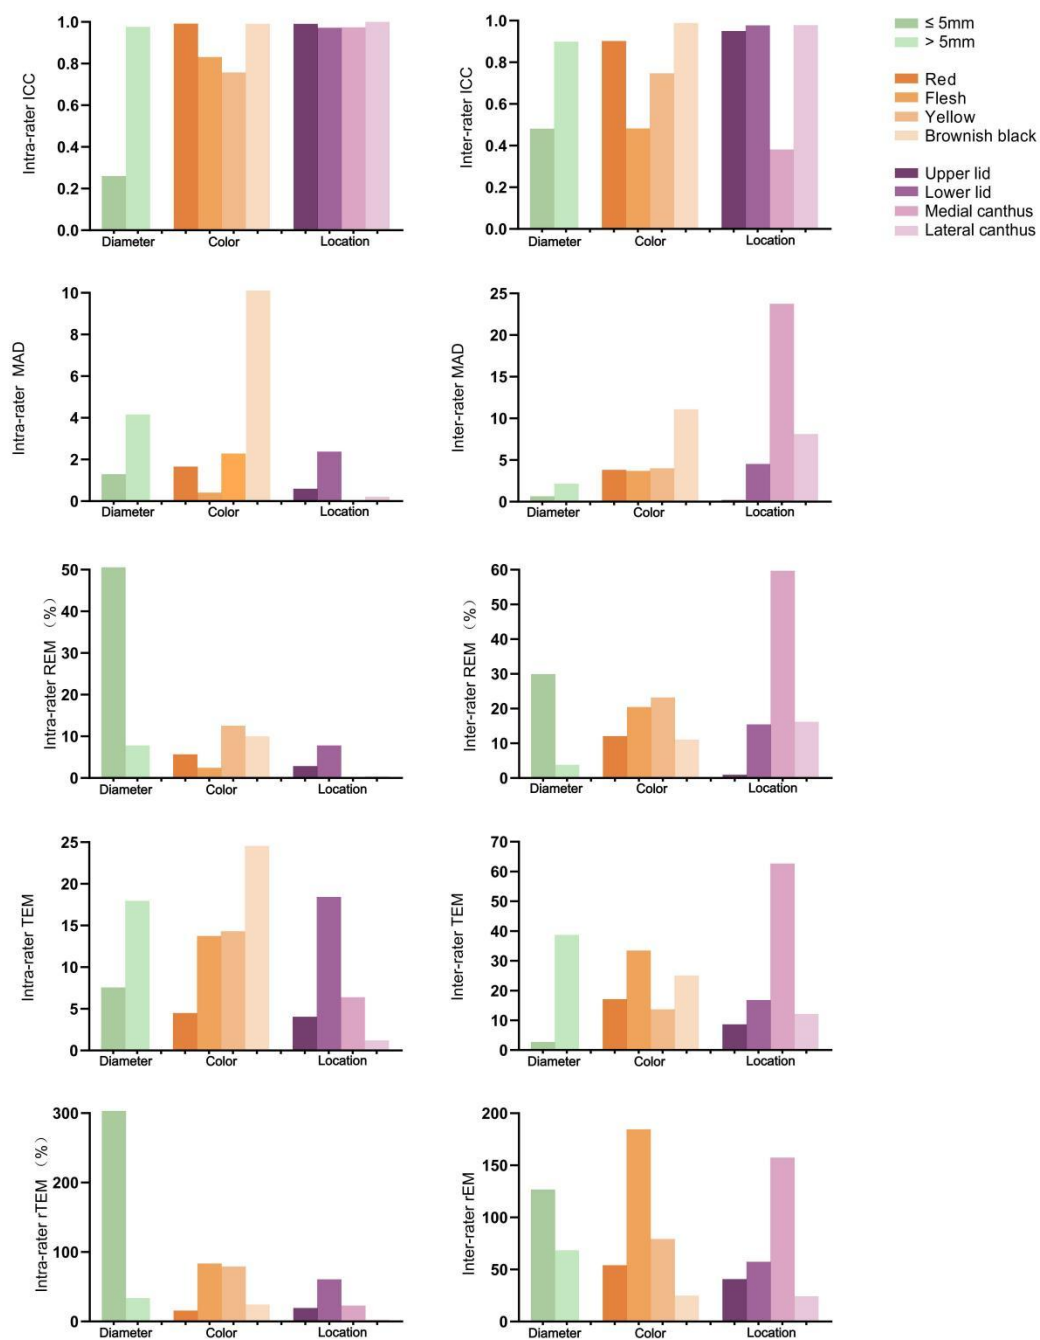 Intra-rater ICC
1.0
0.8
0.6
0.4
0.2
0.0
Diameter Color Location
Inter-rater ICC
1.0
0.8
0.6
0.4
0.2
0.0
Diameter Color Location
≤ 5mm
> 5mm
Red
Flesh
Yellow
Brownish black
Upper lid
Lower lid
Medial canthus
Lateral canthus
Intra-rater MAD
10
8
6
4
2
0
Diameter Color Location
Inter-rater MAD
25
20
15
10
5
0
Diameter Color Location
Intra-rater REM（%）
50
40
30
20
10
0
Diameter Color Location
Inter-rater REM（%）
60
50
40
30
20
10
0
Diameter Color Location
Intra-rater TEM
25
20
15
10
5
0
Diameter Color Location
Inter-rater TEM
70
60
50
40
30
20
10
0
Diameter Color Location
Intra-rater rTEM（%）
300
200
100
0
Diameter Color Location
Inter-rater rEM
200
150
100
50
0
Diameter Color Location